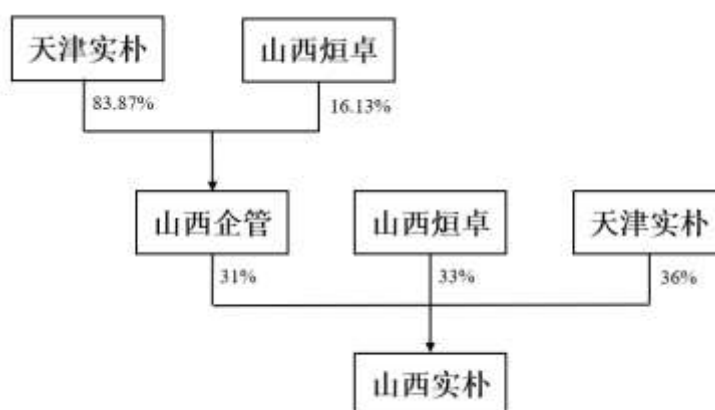 天津实朴
山西烜卓
83.87%
16.13%
山西企管
山西烜卓
天津实朴
31%
33%
36%
山西实朴